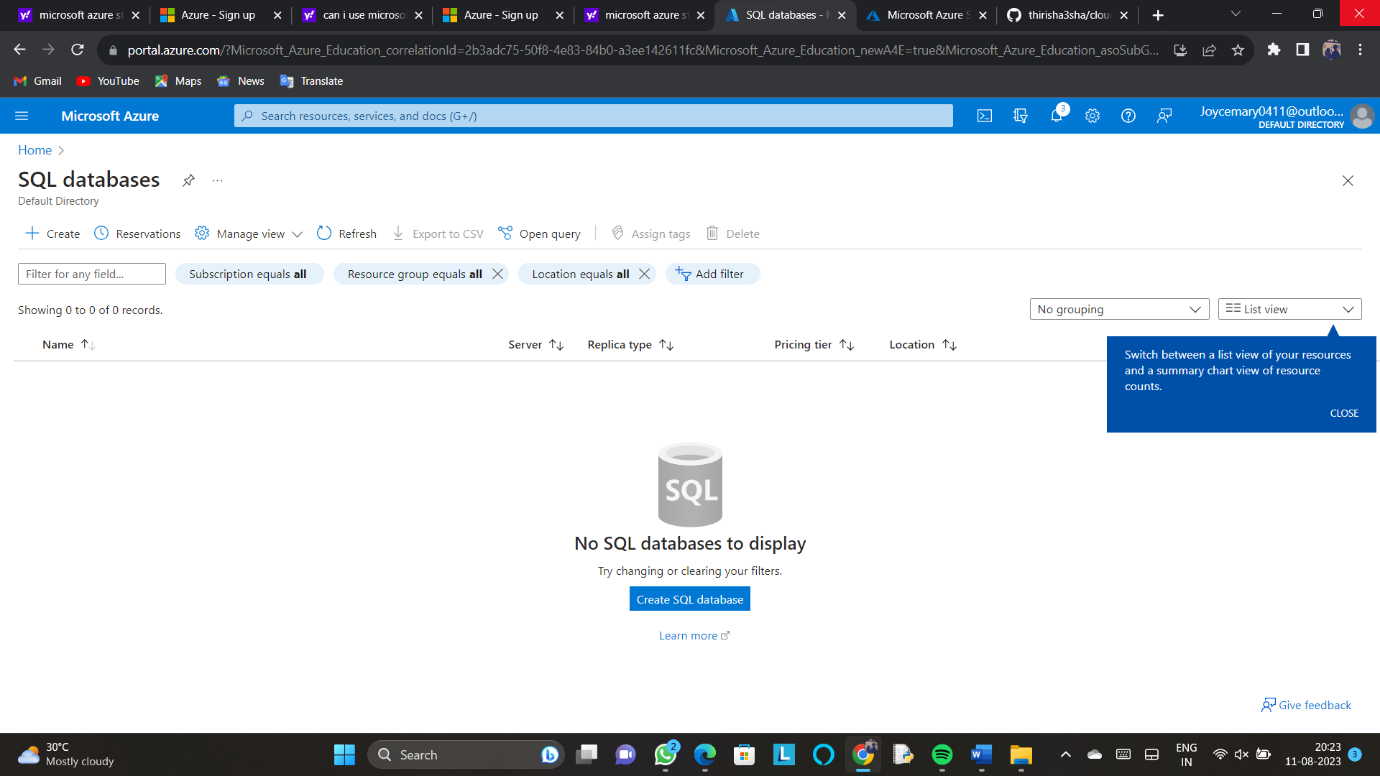 microsoft azure st
Azure - Sign up
can i use microso
Azure - Sign up
microsoft azure st
SQL databases - M
Microsoft Azure S
thirisha3sha/clou
portal.azure.com/?Microsoft_Azure_Education_correlationId=2b3adc75-50f8-4e83-84b0-a3ee142611fc&Microsoft_Azure_Education_newA4E=true&Microsoft_Azure_Education_asoSubG...
Gmail
YouTube
Maps
News
Translate
Microsoft Azure
Search resources, services, and docs (G+/)
3
Joycemary0411@outloo...
DEFAULT DIRECTORY
Home
SQL databases
...
Default Directory
Create
Reservations
Manage view
Refresh
Export to CSV
Open query
Assign tags
Delete
Filter for any field...
Subscription equals all
Resource group equals all
Location equals all
Add filter
Showing 0 to 0 of 0 records.
No grouping
List view
Name
Server
Replica type
Pricing tier
Location
Switch between a list view of your resources
and a summary chart view of resource
counts.
CLOSE
SQL
No SQL databases to display
Try changing or clearing your filters.
Create SQL database
Learn more
Give feedback
30°C
Mostly cloudy
Search
2
L
W
ENG
IN
20:23
11-08-2023
3